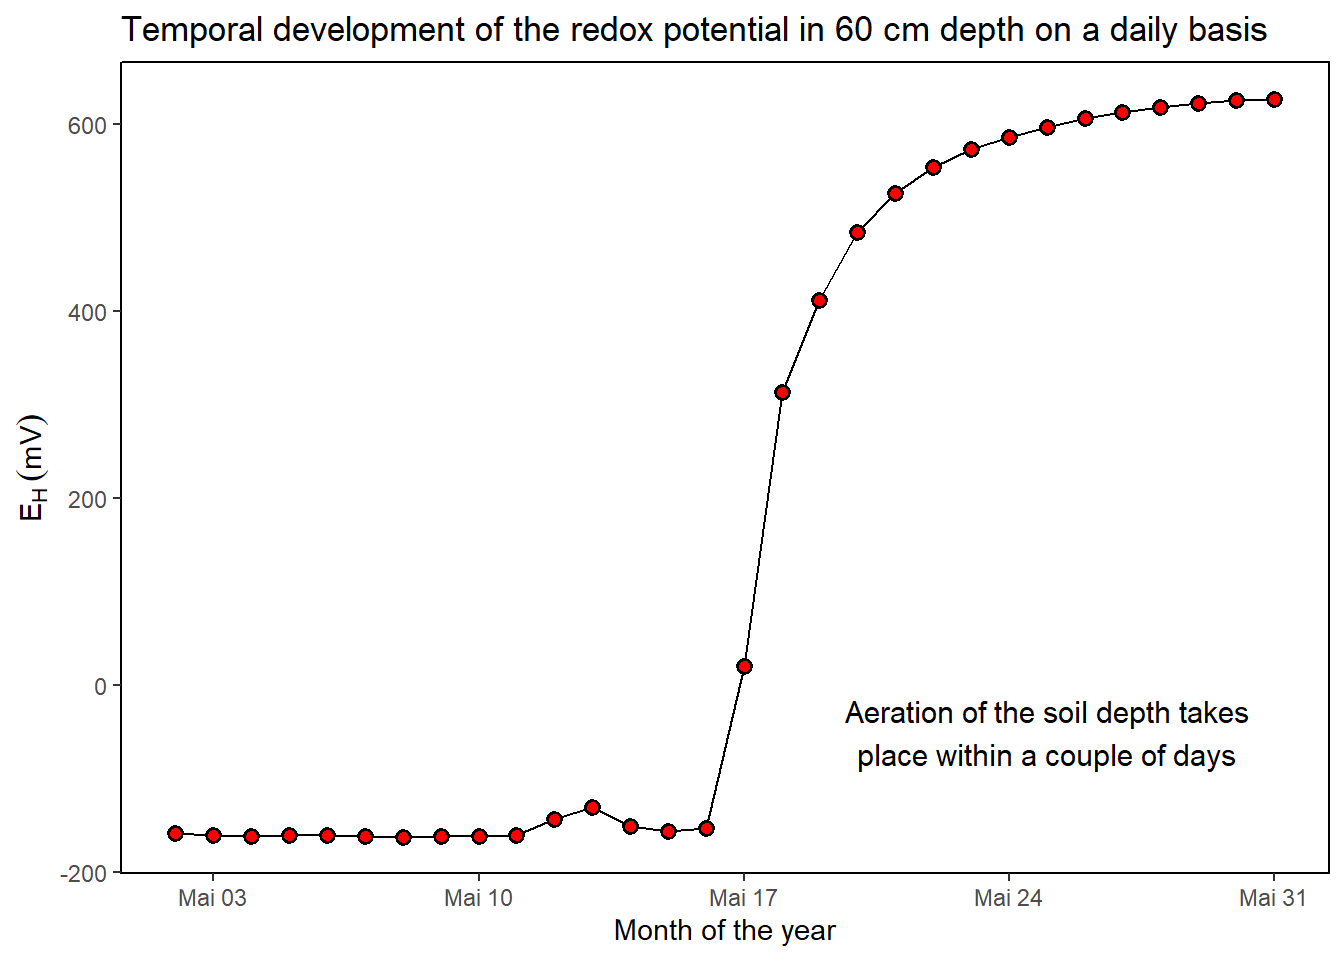 Temporal development of the redox potential in 60 cm depth on a daily basis
600
400
200
0
-200
E_H (mV)
Aeration of the soil depth takes
place within a couple of days
Mai 03 Mai 10 Mai 17 Mai 24 Mai 31
Month of the year